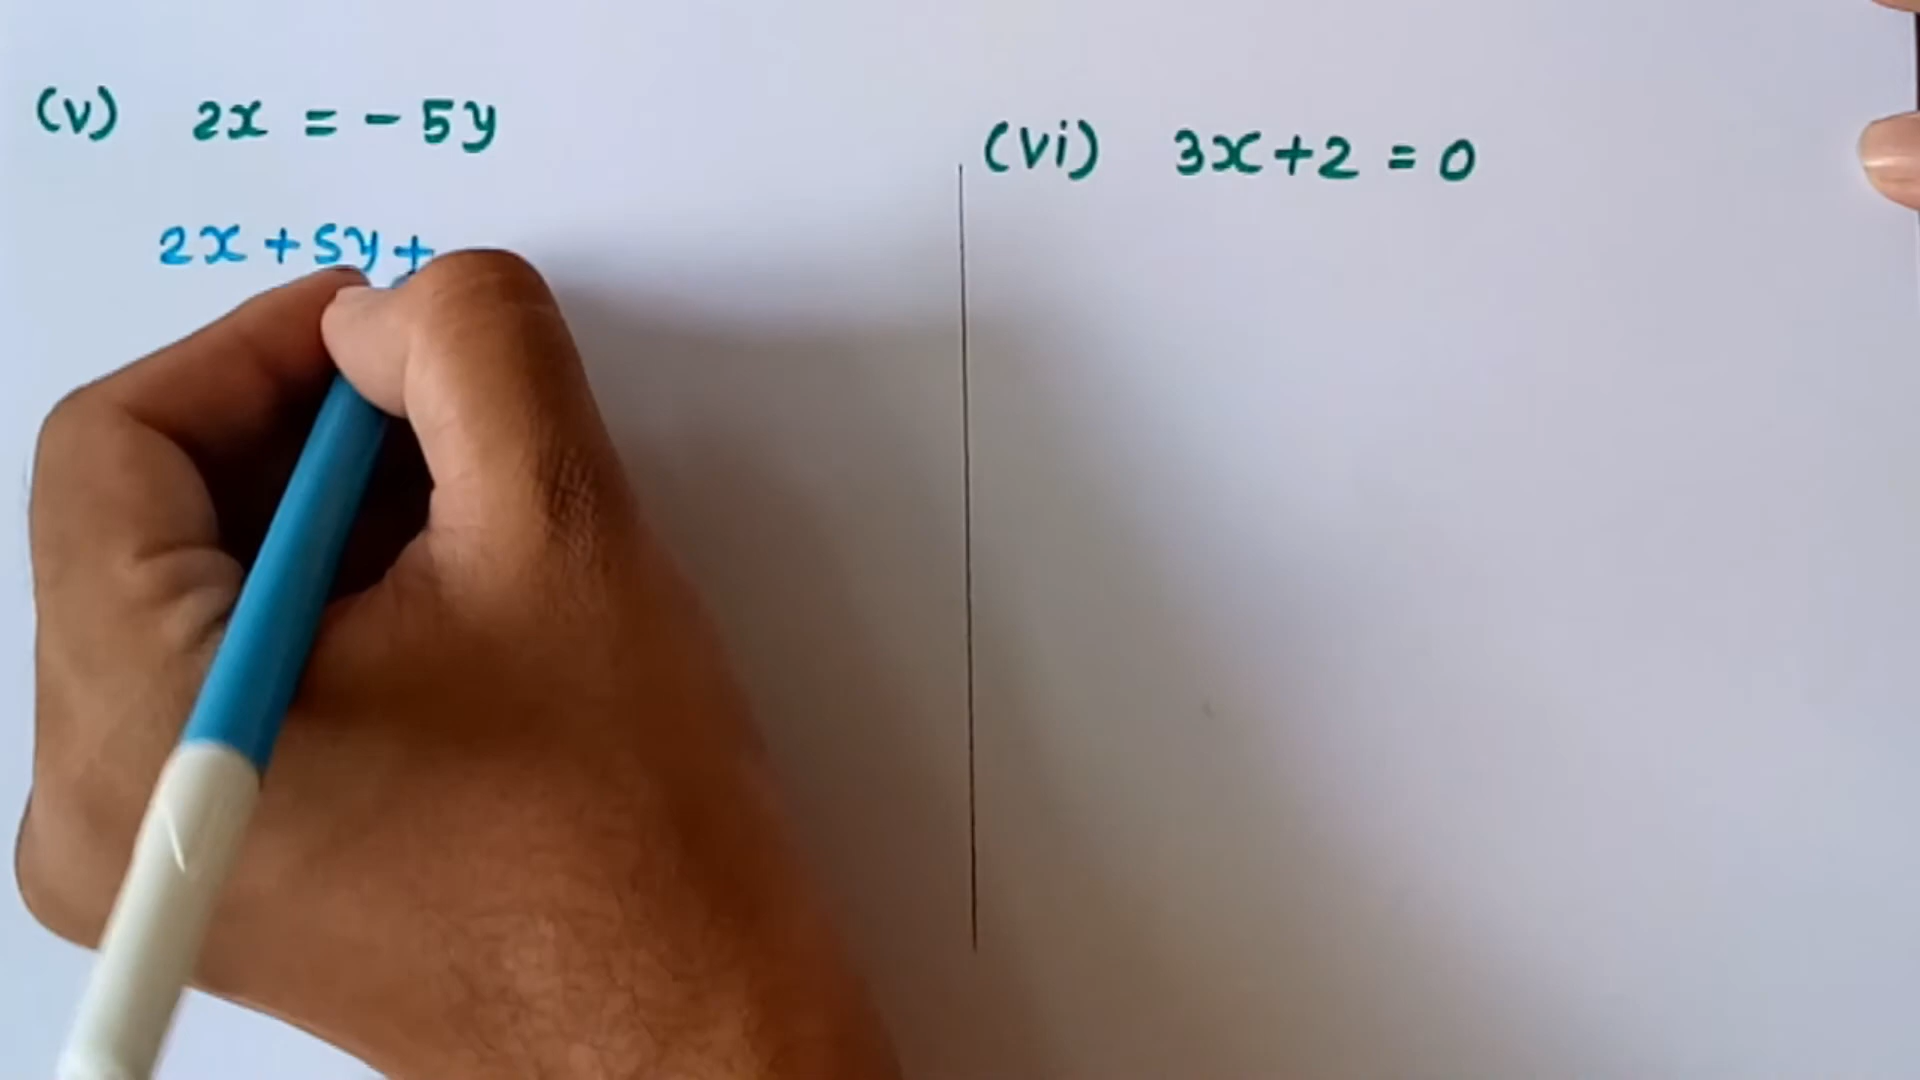 (v) 2x = - 5y
2x + 5y +
(vi) 3x+2 = 0